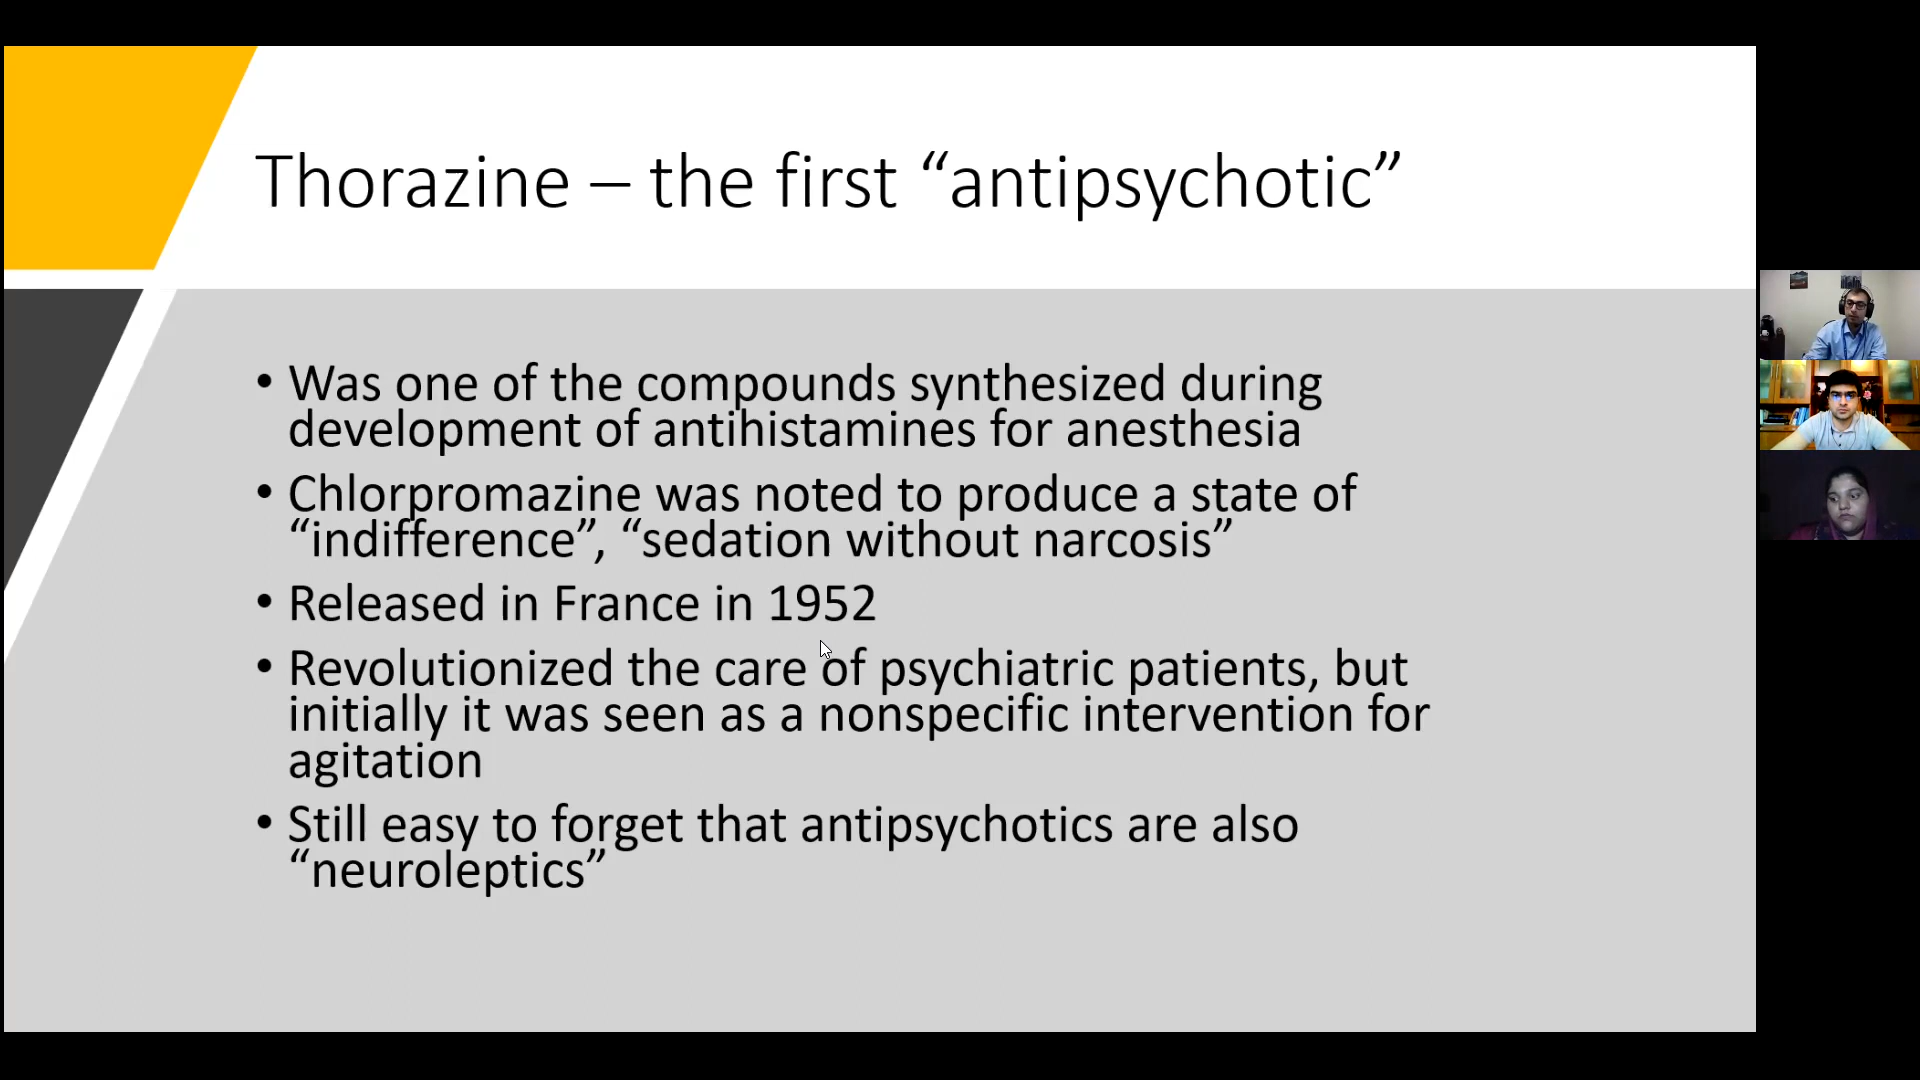 Thorazine – the first “antipsychotic”
• Was one of the compounds synthesized during
development of antihistamines for anesthesia
• Chlorpromazine was noted to produce a state of
“indifference”, “sedation without narcosis”
• Released in France in 1952
• Revolutionized the care of psychiatric patients, but
initially it was seen as a nonspecific intervention for
agitation
• Still easy to forget that antipsychotics are also
“neuroleptics”